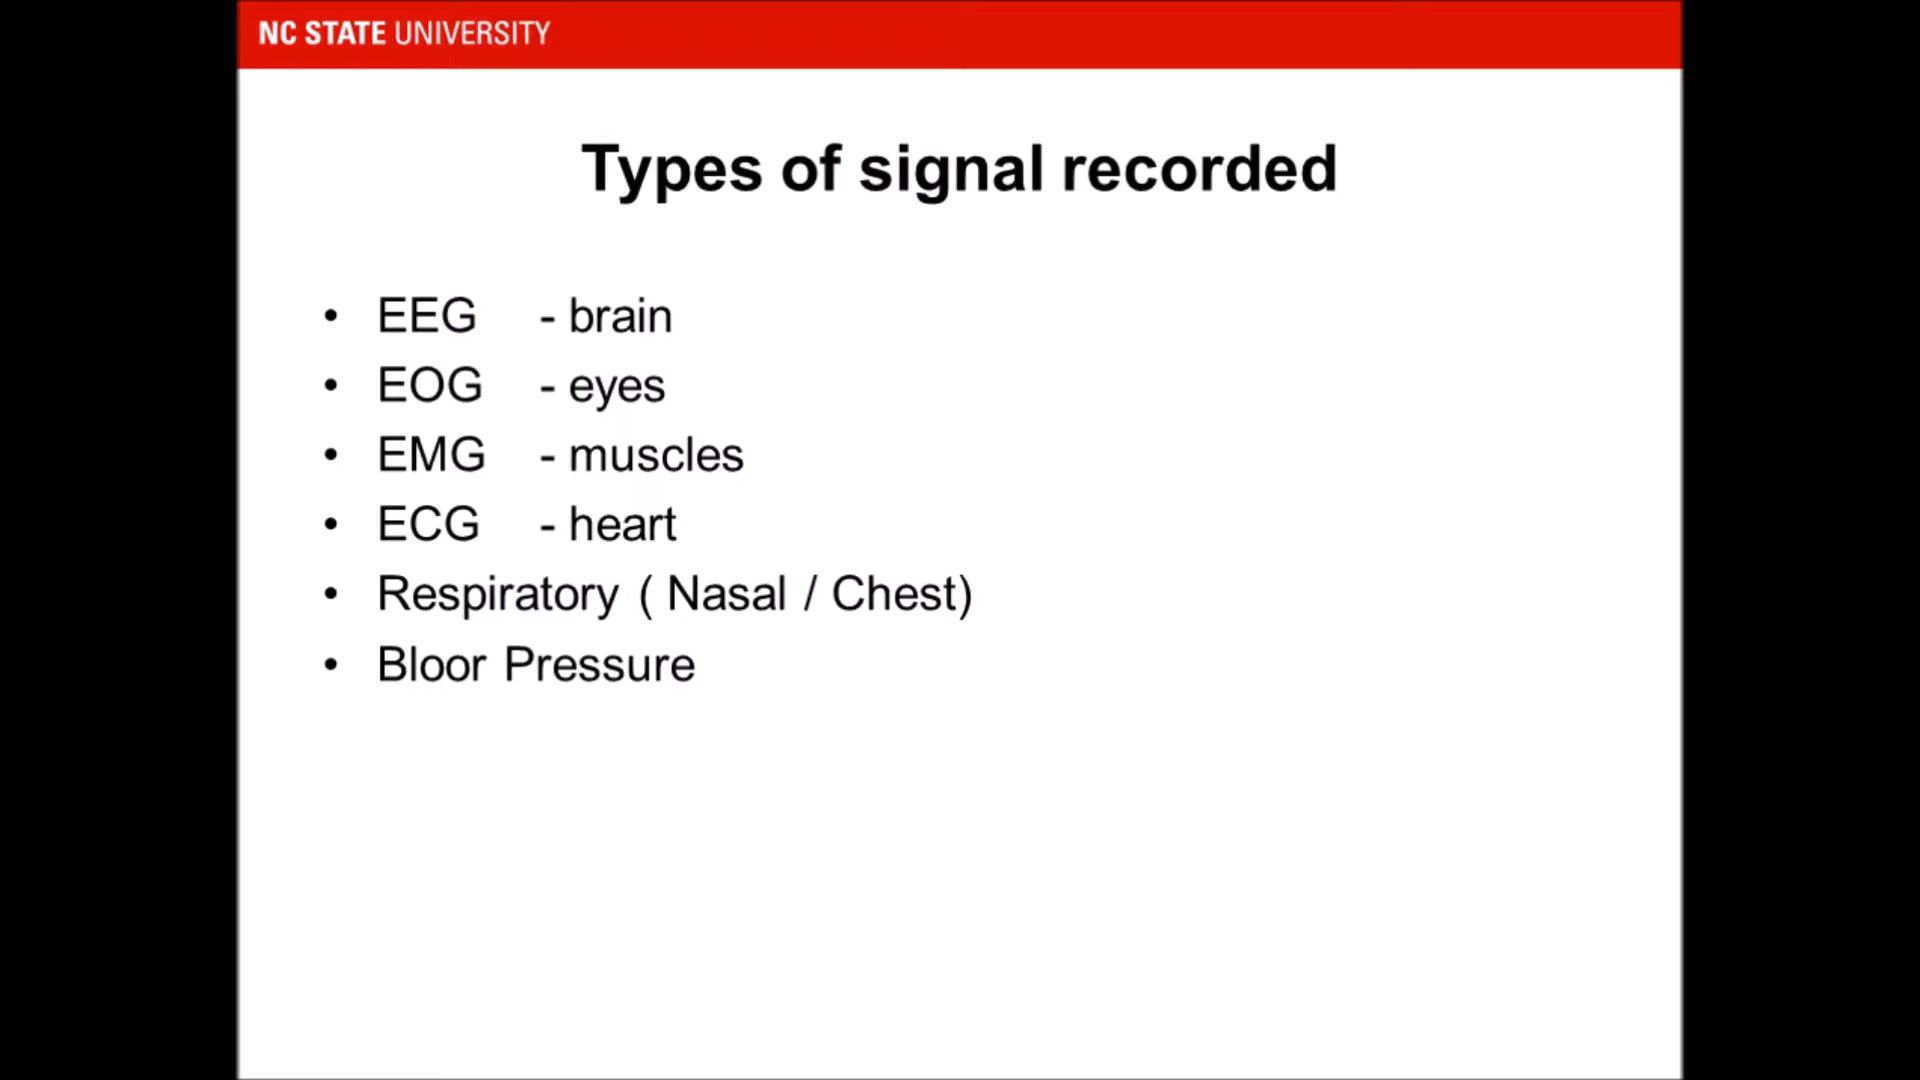 NC STATE UNIVERSITY
Types of signal recorded
• EEG - brain
• EOG - eyes
• EMG - muscles
• ECG - heart
• Respiratory ( Nasal / Chest)
• Bloor Pressure